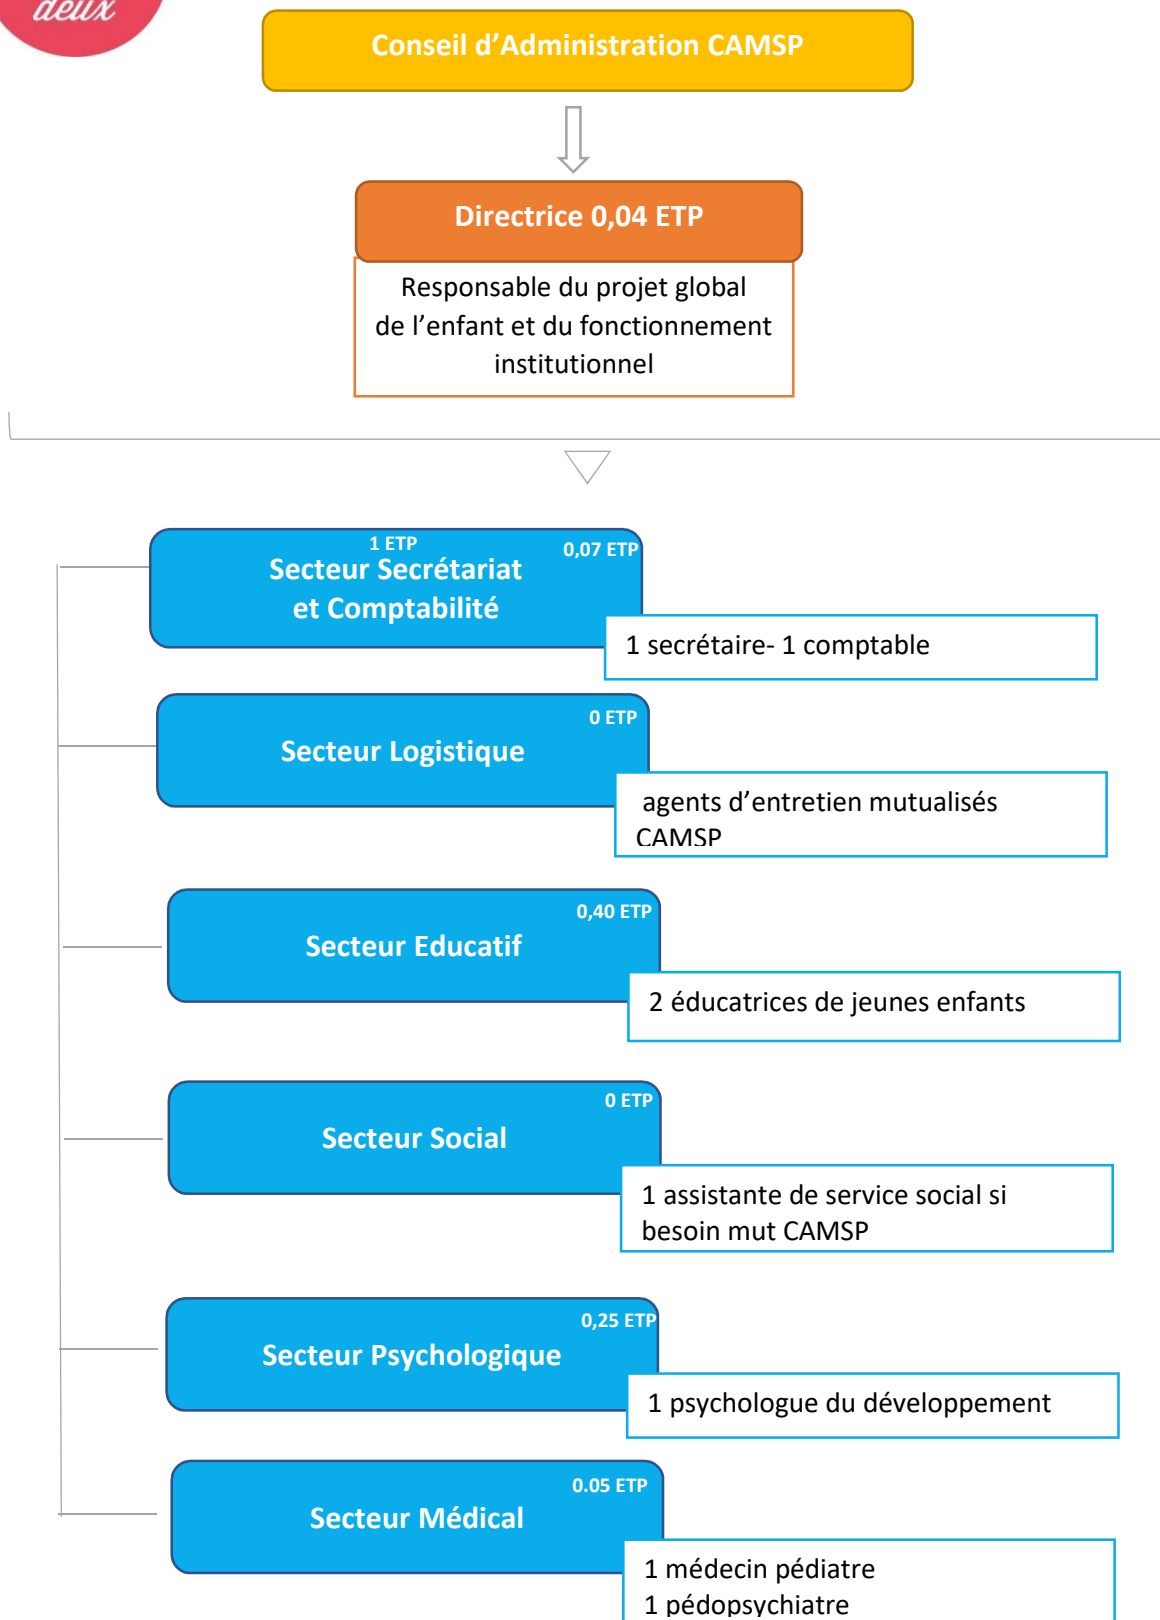 deux
Conseil d’Administration CAMSP
Directrice 0,04 ETP
Responsable du projet global
de l’enfant et du fonctionnement
institutionnel
1 ETP
0,07 ETP
Secteur Secrétariat
et Comptabilité
1 secrétaire- 1 comptable
0 ETP
Secteur Logistique
agents d’entretien mutualisés
CAMSP
0,40 ETP
Secteur Educatif
2 éducatrices de jeunes enfants
0 ETP
Secteur Social
1 assistante de service social si
besoin mut CAMSP
0,25 ETP
Secteur Psychologique
1 psychologue du développement
0.05 ETP
Secteur Médical
1 médecin pédiatre
1 pédopsychiatre